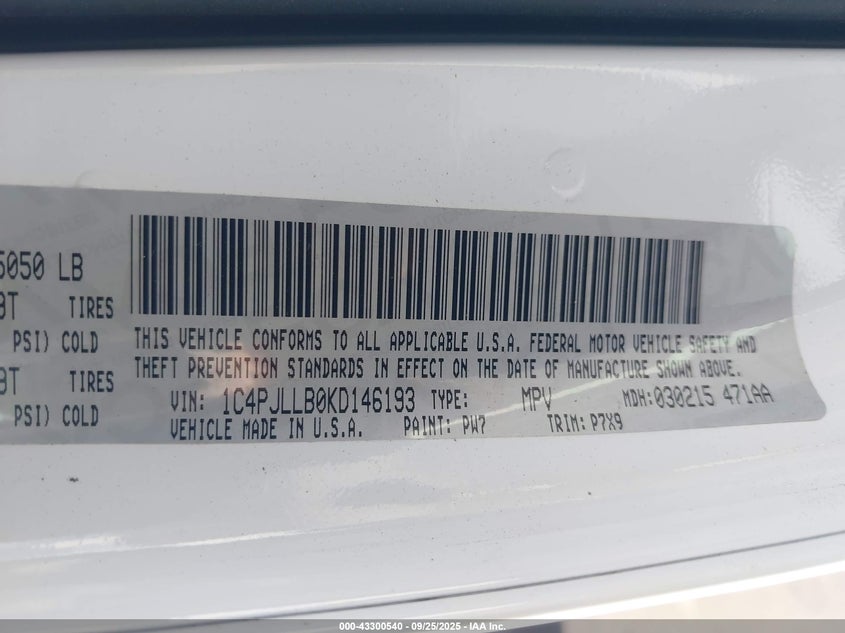 5050 LB
TIRES
PSI) COLD
TIRES
PSI) COLD
THIS VEHICLE CONFORMS TO ALL APPLICABLE U.S.A. FEDERAL MOTOR VEHICLE SAFETY AND
THEFT PREVENTION STANDARDS IN EFFECT ON THE DATE OF MANUFACTURE SHOWN ABOVE.
VIN: 1C4PJLLB0KD146193 TYPE: MPV MDH:030215 471AA
VEHICLE MADE IN U.S.A. PAINT: PW7 TRIM: P7X9
000-43300540 - 09/25/2025 - IAA Inc.